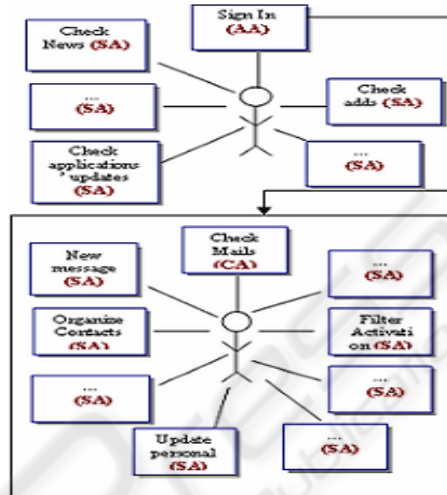 Sign In
(AA)
Check
News (SA)
...
(SA)
Check
adds (SA)
Check
applications
' updates
(SA)
...
(SA)
Check
Mails
(CA)
New
message
(SA)
...
(SA)
Organize
Contacts
(SA)
Filter
Activati
on (SA)
...
(SA)
...
(SA)
Update
personal
(SA)
...
(SA)